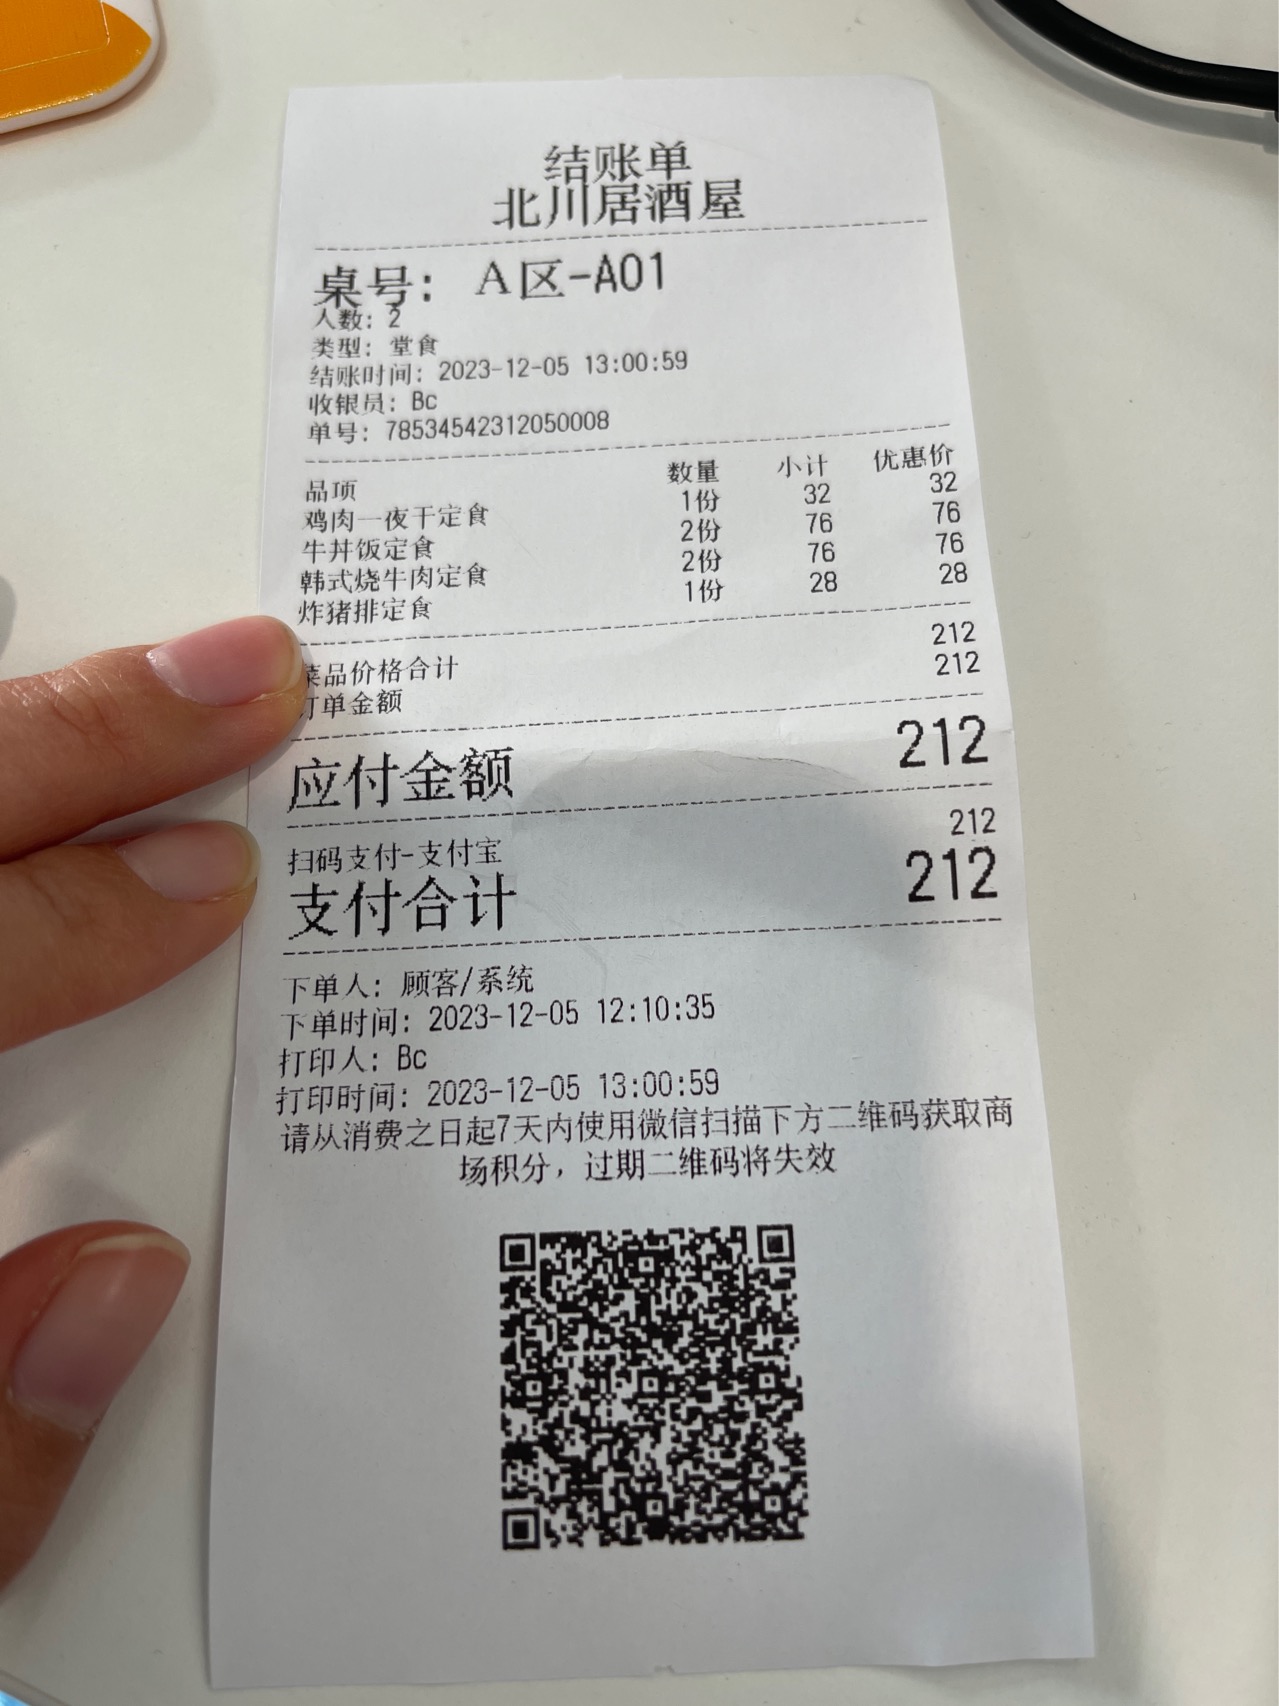 结账单
北川居酒屋
桌号： A区-A01
人数：2
类型：堂食
结账时间：2023-12-05 13:00:59
收银员：Bc
单号：78534542312050008
品项 数量 小计 优惠价
鸡肉一夜干定食 1份 32 32
牛丼饭定食 2份 76 76
韩式烧牛肉定食 2份 76 76
炸猪排定食 1份 28 28
菜品价格合计 212
订单金额 212
应付金额 212
扫码支付-支付宝 212
支付合计 212
下单人：顾客/系统
下单时间：2023-12-05 12:10:35
打印人：Bc
打印时间：2023-12-05 13:00:59
请从消费之日起7天内使用微信扫描下方二维码获取商
场积分，过期二维码将失效